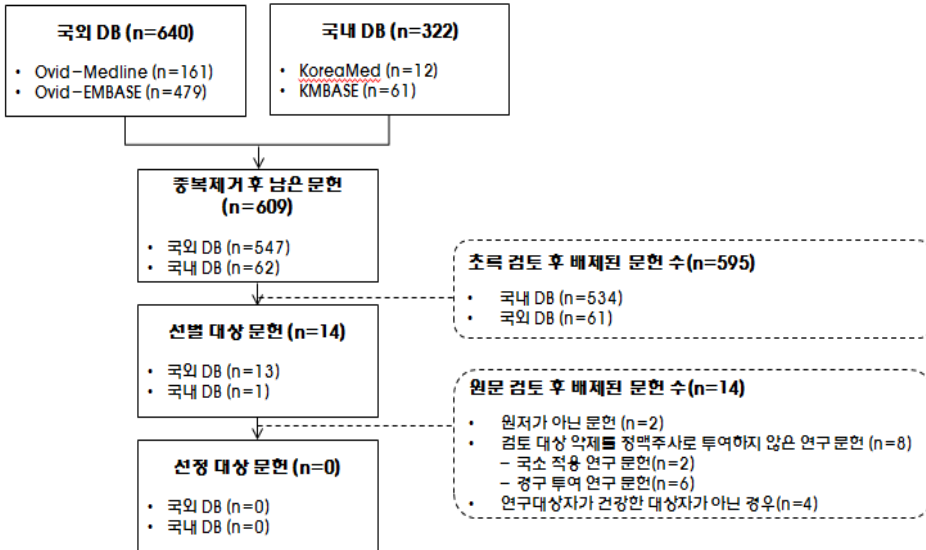 국외 DB (n=640)
• Ovid-Medline (n=161)
• Ovid-EMBASE (n=479)
국내 DB (n=322)
• KoreaMed (n=12)
• KMBASE (n=61)
중복제거 후 남은 문헌
(n=609)
• 국외 DB (n=547)
• 국내 DB (n=62)
초록 검토 후 배제된 문헌 수(n=595)
• 국내 DB (n=534)
• 국외 DB (n=61)
선별 대상 문헌 (n=14)
• 국외 DB (n=13)
• 국내 DB (n=1)
원문 검토 후 배제된 문헌 수(n=14)
• 원저가 아닌 문헌 (n=2)
• 검토 대상 약제를 정맥주사로 투여하지 않은 연구 문헌 (n=8)
– 국소 적용 연구 문헌(n=2)
– 경구 투여 연구 문헌(n=6)
• 연구대상자가 건강한 대상자가 아닌 경우(n=4)
선정 대상 문헌 (n=0)
• 국외 DB (n=0)
• 국내 DB (n=0)